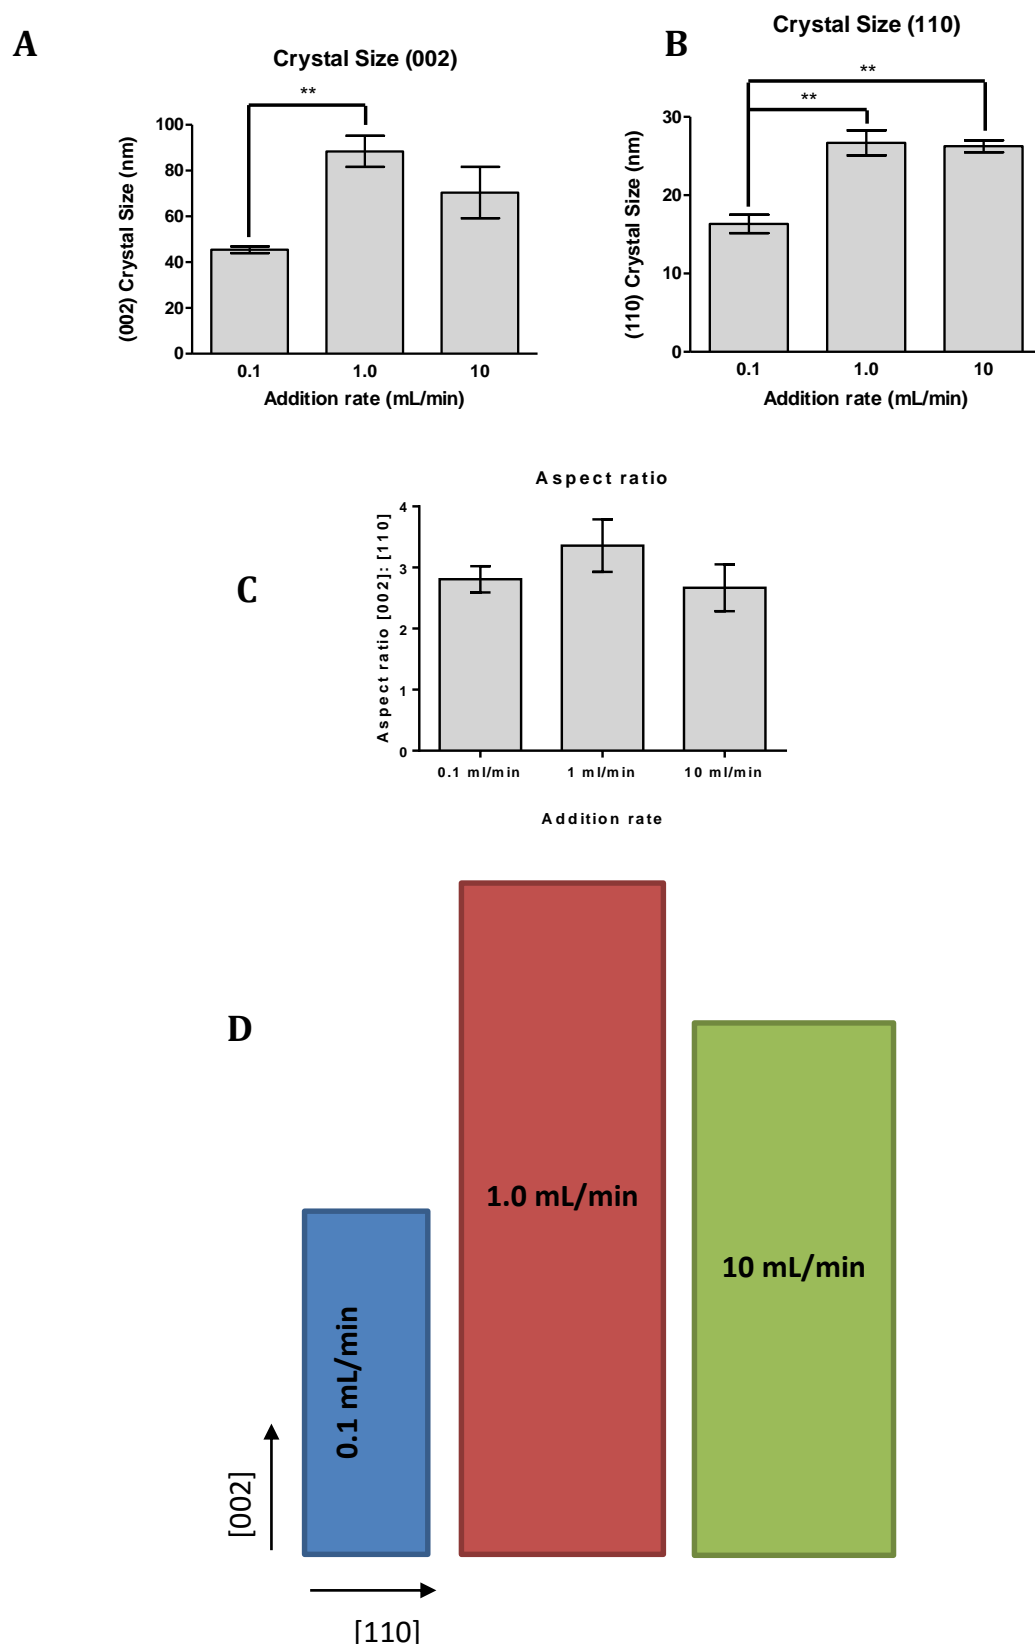 A
Crystal Size (002)
**
(002) Crystal Size (nm)
100
80
60
40
20
0
0.1 1.0 10
Addition rate (mL/min)
B
Crystal Size (110)
**
**
(110) Crystal Size (nm)
30
20
10
0
0.1 1.0 10
Addition rate (mL/min)
C
Aspect ratio
Aspect ratio [002]: [110]
4
3
2
1
0
0.1 ml/min 1 ml/min 10 ml/min
Addition rate
D
0.1 mL/min
1.0 mL/min
10 mL/min
[002]
[110]